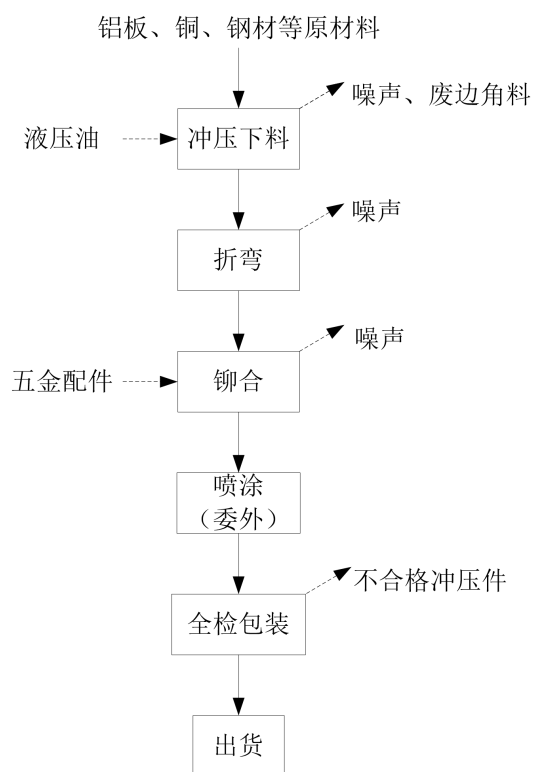 铝板、铜、钢材等原材料
噪声、废边角料
液压油
冲压下料
噪声
折弯
噪声
五金配件
铆合
喷涂
（委外）
不合格冲压件
全检包装
出货